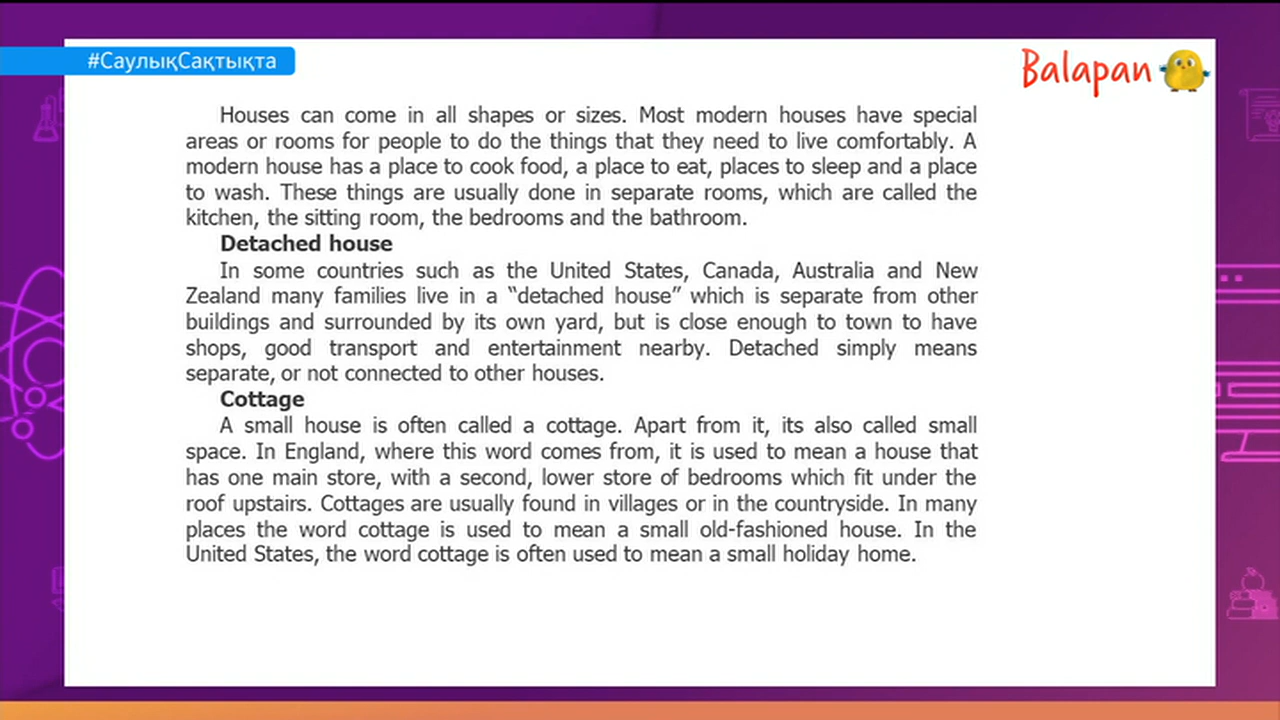 #СаулықСақтықта
Balapan
Houses can come in all shapes or sizes. Most modern houses have special
areas or rooms for people to do the things that they need to live comfortably. A
modern house has a place to cook food, a place to eat, places to sleep and a place
to wash. These things are usually done in separate rooms, which are called the
kitchen, the sitting room, the bedrooms and the bathroom.
Detached house
In some countries such as the United States, Canada, Australia and New
Zealand many families live in a “detached house” which is separate from other
buildings and surrounded by its own yard, but is close enough to town to have
shops, good transport and entertainment nearby. Detached simply means
separate, or not connected to other houses.
Cottage
A small house is often called a cottage. Apart from it, its also called small
space. In England, where this word comes from, it is used to mean a house that
has one main store, with a second, lower store of bedrooms which fit under the
roof upstairs. Cottages are usually found in villages or in the countryside. In many
places the word cottage is used to mean a small old-fashioned house. In the
United States, the word cottage is often used to mean a small holiday home.